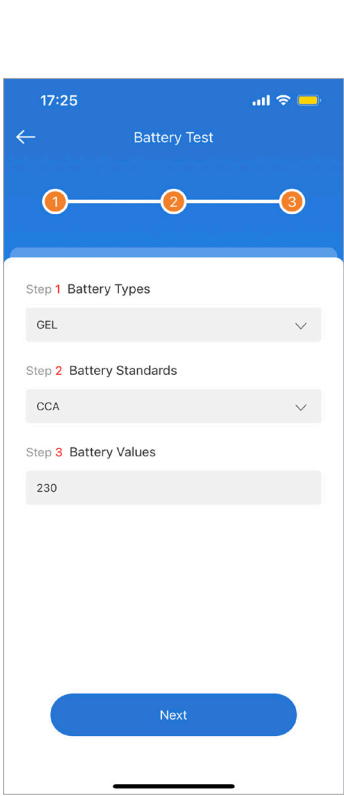 17:25
Battery Test
1 2 3
Step 1 Battery Types
GEL
Step 2 Battery Standards
CCA
Step 3 Battery Values
230
Next